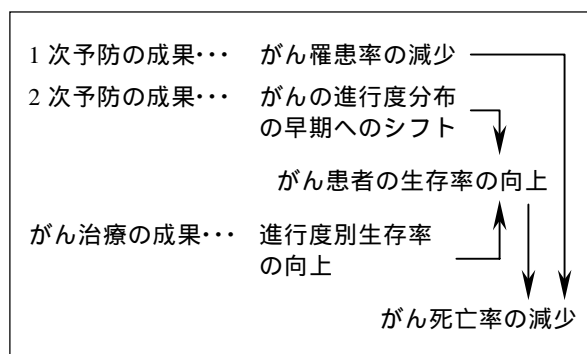 1 次予防の成果･･･　がん罹患率の減少
2 次予防の成果･･･　がんの進行度分布
の早期へのシフト
がん患者の生存率の向上
がん治療の成果･･･　進行度別生存率
の向上
がん死亡率の減少